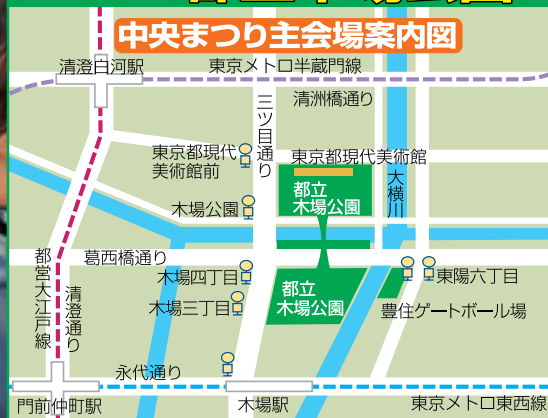 中央まつり主会場案内図
清澄白河駅
東京メトロ半蔵門線
清洲橋通り
三ツ目通り
東京都現代
美術館前
東京都現代美術館
大横川
都立
木場公園
木場公園
葛西橋通り
木場四丁目
東陽六丁目
都営大江戸線
清澄通り
都立
木場公園
木場三丁目
豊住ゲートボール場
永代通り
門前仲町駅
木場駅
東京メトロ東西線